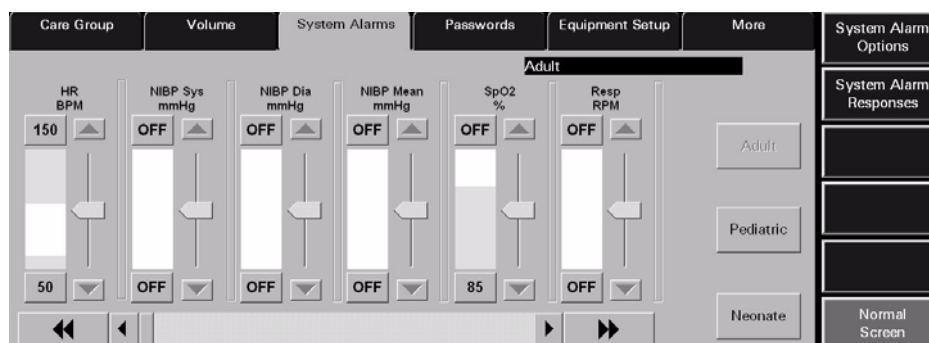 Care Group
Volume
System Alarms
Passwords
Equipment Setup
More
System Alarm
Options
System Alarm
Responses
Adult
HR
BPM
NIBP Sys
mmHg
NIBP Dia
mmHg
NIBP Mean
mmHg
SpO2
%
Resp
RPM
150
OFF
OFF
OFF
OFF
OFF
Adult
Pediatric
50
OFF
OFF
OFF
85
OFF
Neonate
Normal
Screen